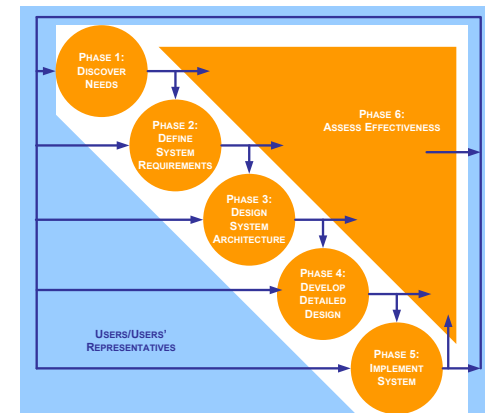 PHASE 1:
DISCOVER
NEEDS
PHASE 2:
DEFINE
SYSTEM
REQUIREMENTS
PHASE 6:
ASSESS EFFECTIVENESS
PHASE 3:
DESIGN
SYSTEM
ARCHITECTURE
PHASE 4:
DEVELOP
DETAILED
DESIGN
USERS/USERS'
REPRESENTATIVES
PHASE 5:
IMPLEMENT
SYSTEM